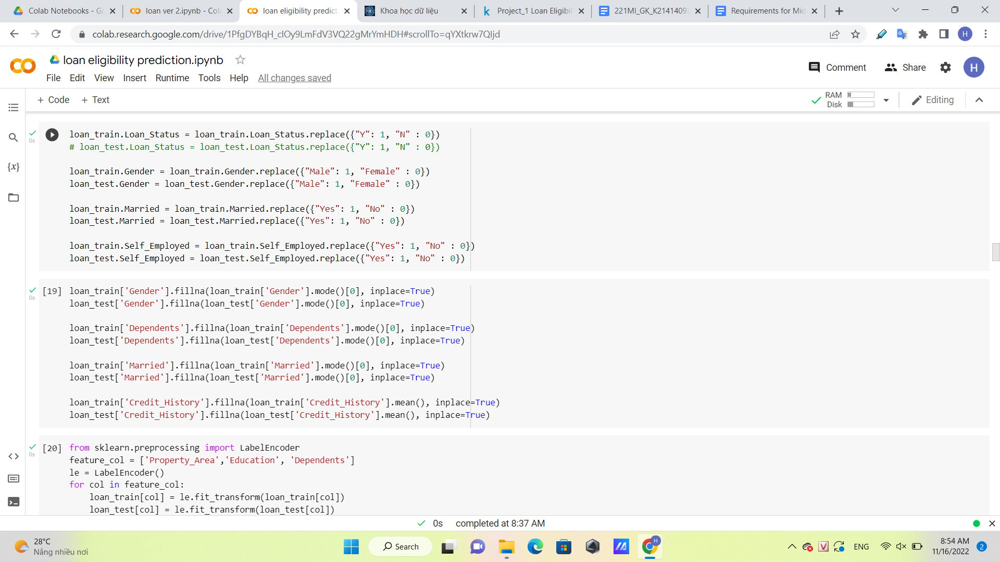 Colab Notebooks - Go
loan ver 2.ipynb - Cola
loan eligibility predicti
Khoa học dữ liệu
Project_1 Loan Eligibil
221MI_GK_K21414093
Requirements for Mid
colab.research.google.com/drive/1PfgDYBqH_cIOy9LmFdV3VQ22gMrYmHDH#scrollTo=qYXtkrw7QIjd
H
loan eligibility prediction.ipynb
Comment
Share
H
File Edit View Insert Runtime Tools Help All changes saved
+ Code + Text
RAM
Disk
Editing
0s
loan_train.Loan_Status = loan_train.Loan_Status.replace({"Y": 1, "N" : 0})
# loan_test.Loan_Status = loan_test.Loan_Status.replace({"Y": 1, "N" : 0})
loan_train.Gender = loan_train.Gender.replace({"Male": 1, "Female" : 0})
loan_test.Gender = loan_test.Gender.replace({"Male": 1, "Female" : 0})
{x}
loan_train.Married = loan_train.Married.replace({"Yes": 1, "No" : 0})
loan_test.Married = loan_test.Married.replace({"Yes": 1, "No" : 0})
loan_train.Self_Employed = loan_train.Self_Employed.replace({"Yes": 1, "No" : 0})
loan_test.Self_Employed = loan_test.Self_Employed.replace({"Yes": 1, "No" : 0})
0s
[19] loan_train['Gender'].fillna(loan_train['Gender'].mode()[0], inplace=True)
loan_test['Gender'].fillna(loan_test['Gender'].mode()[0], inplace=True)
loan_train['Dependents'].fillna(loan_train['Dependents'].mode()[0], inplace=True)
loan_test['Dependents'].fillna(loan_test['Dependents'].mode()[0], inplace=True)
loan_train['Married'].fillna(loan_train['Married'].mode()[0], inplace=True)
loan_test['Married'].fillna(loan_test['Married'].mode()[0], inplace=True)
loan_train['Credit_History'].fillna(loan_train['Credit_History'].mean(), inplace=True)
loan_test['Credit_History'].fillna(loan_test['Credit_History'].mean(), inplace=True)
0s
[20] from sklearn.preprocessing import LabelEncoder
feature_col = ['Property_Area','Education', 'Dependents']
le = LabelEncoder()
for col in feature_col:
loan_train[col] = le.fit_transform(loan_train[col])
loan_test[col] = le.fit_transform(loan_test[col])
0s completed at 8:37 AM
28°C
Nắng nhiều nơi
Search
H
ENG
8:54 AM
11/16/2022
2